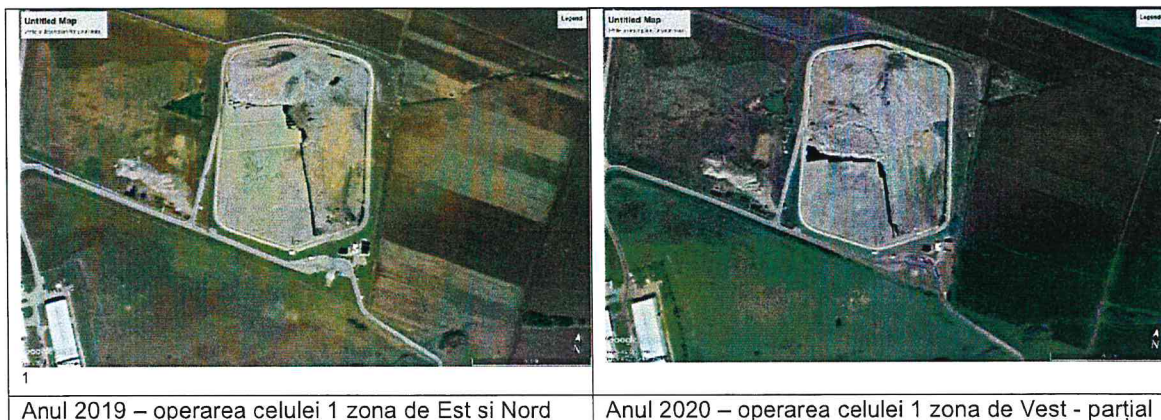 Untitled Map
Legend
Untitled Map
Legend
N
N
1
Anul 2019 – operarea celulei 1 zona de Est si Nord
Anul 2020 – operarea celulei 1 zona de Vest - parțial